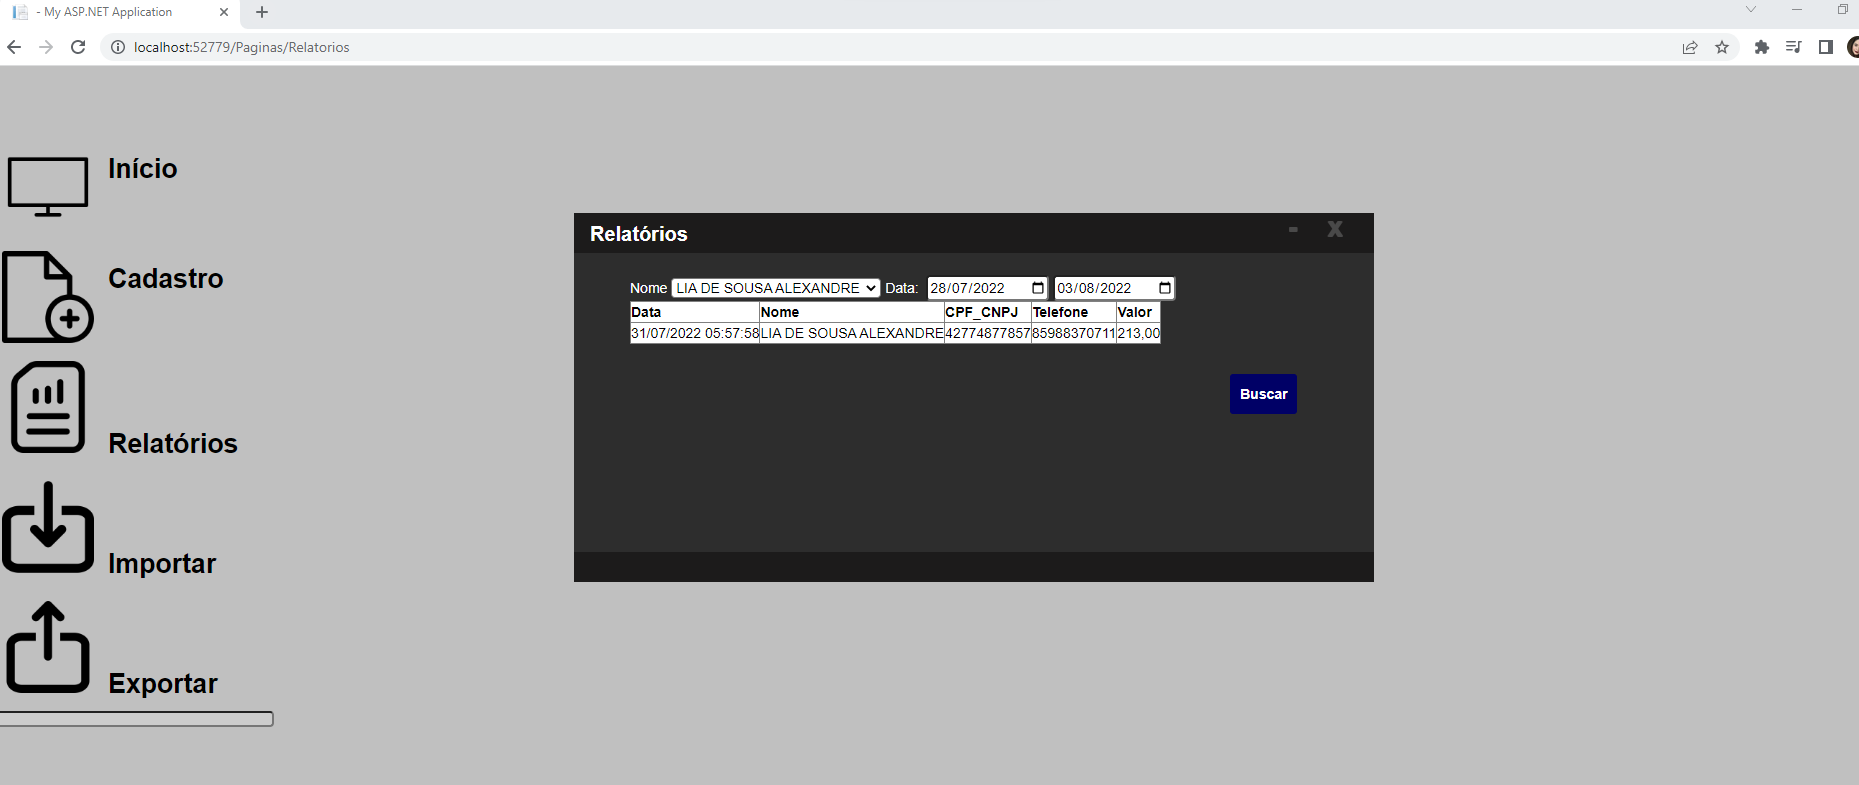 - My ASP.NET Application
localhost:52779/Paginas/Relatorios
Início
Cadastro
Relatórios
Importar
Exportar
Relatórios - X
Nome LIA DE SOUSA ALEXANDRE Data: 28/07/2022 03/08/2022
Data Nome CPF_CNPJ Telefone Valor
31/07/2022 05:57:58 LIA DE SOUSA ALEXANDRE 42774877857 85988370711 213,00
Buscar